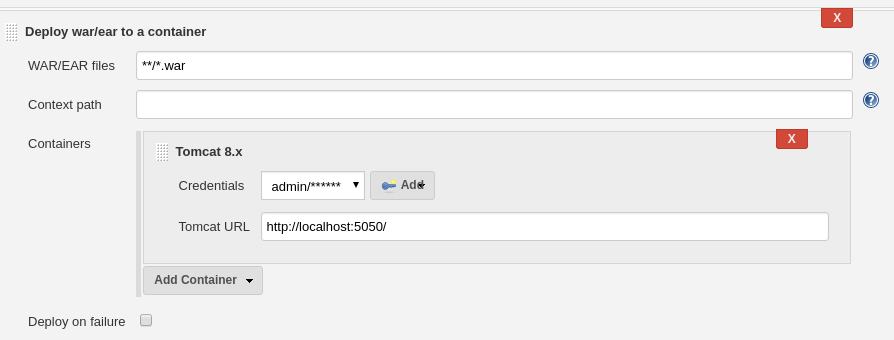 X
Deploy war/ear to a container
WAR/EAR files **/*.war ?
Context path ?
Containers
X
Tomcat 8.x
Credentials admin/****** Add
Tomcat URL http://localhost:5050/
Add Container
Deploy on failure